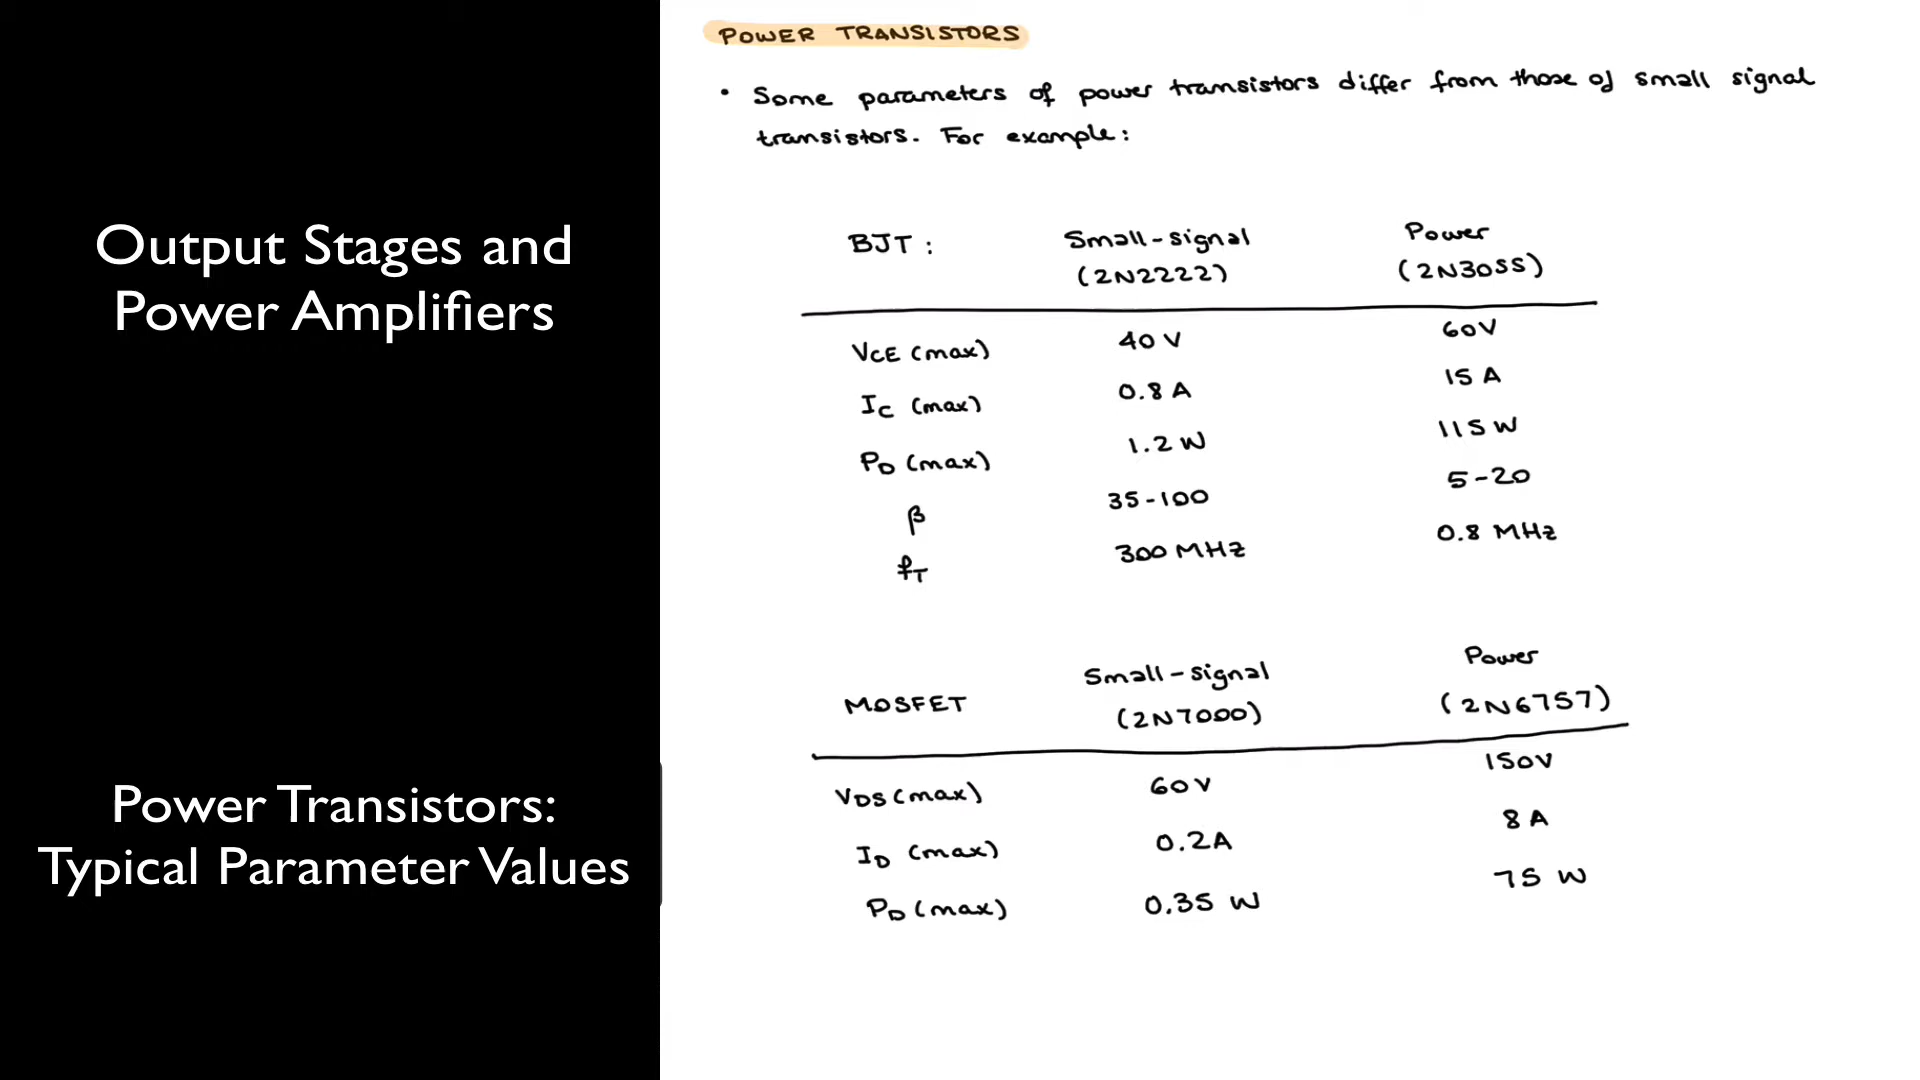 Output Stages and
Power Amplifiers
Power Transistors:
Typical Parameter Values
POWER TRANSISTORS
• Some parameters of power transistors differ from those of small signal
transistors. For example:
BJT: Small-signal Power
(2N2222) (2N3055)
VCE (max) 40 V 60V
IC (max) 0.8 A 15 A
PD (max) 1.2 W 115 W
β 35-100 5-20
fT 300 MHz 0.8 MHz
MOSFET Small-signal Power
(2N7000) (2N6757)
VDS (max) 60V 150V
ID (max) 0.2A 8 A
PD (max) 0.35 W 75 W